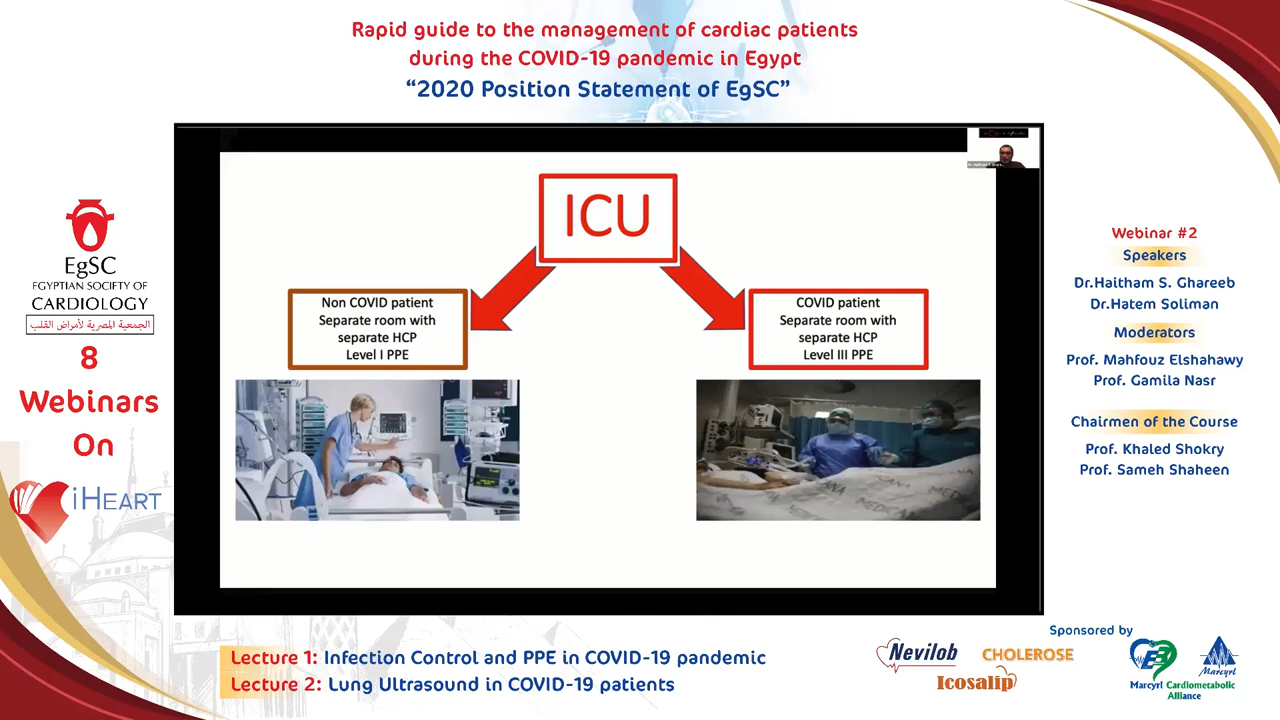 Rapid guide to the management of cardiac patients
during the COVID-19 pandemic in Egypt
“2020 Position Statement of EgSC”
EgSC
EGYPTIAN SOCIETY OF
CARDIOLOGY
الجمعية المصرية لأمراض القلب
8
Webinars
On
iHEART
ICU
Non COVID patient
Separate room with
separate HCP
Level I PPE
COVID patient
Separate room with
separate HCP
Level III PPE
Webinar #2
Speakers
Dr.Haitham S. Ghareeb
Dr.Hatem Soliman
Moderators
Prof. Mahfouz Elshahawy
Prof. Gamila Nasr
Chairmen of the Course
Prof. Khaled Shokry
Prof. Sameh Shaheen
Lecture 1: Infection Control and PPE in COVID-19 pandemic
Lecture 2: Lung Ultrasound in COVID-19 patients
Sponsored by
Nevilob
CHOLEROSE
Icosalip
Marcyrl Cardiometabolic
Alliance
Marcyrl